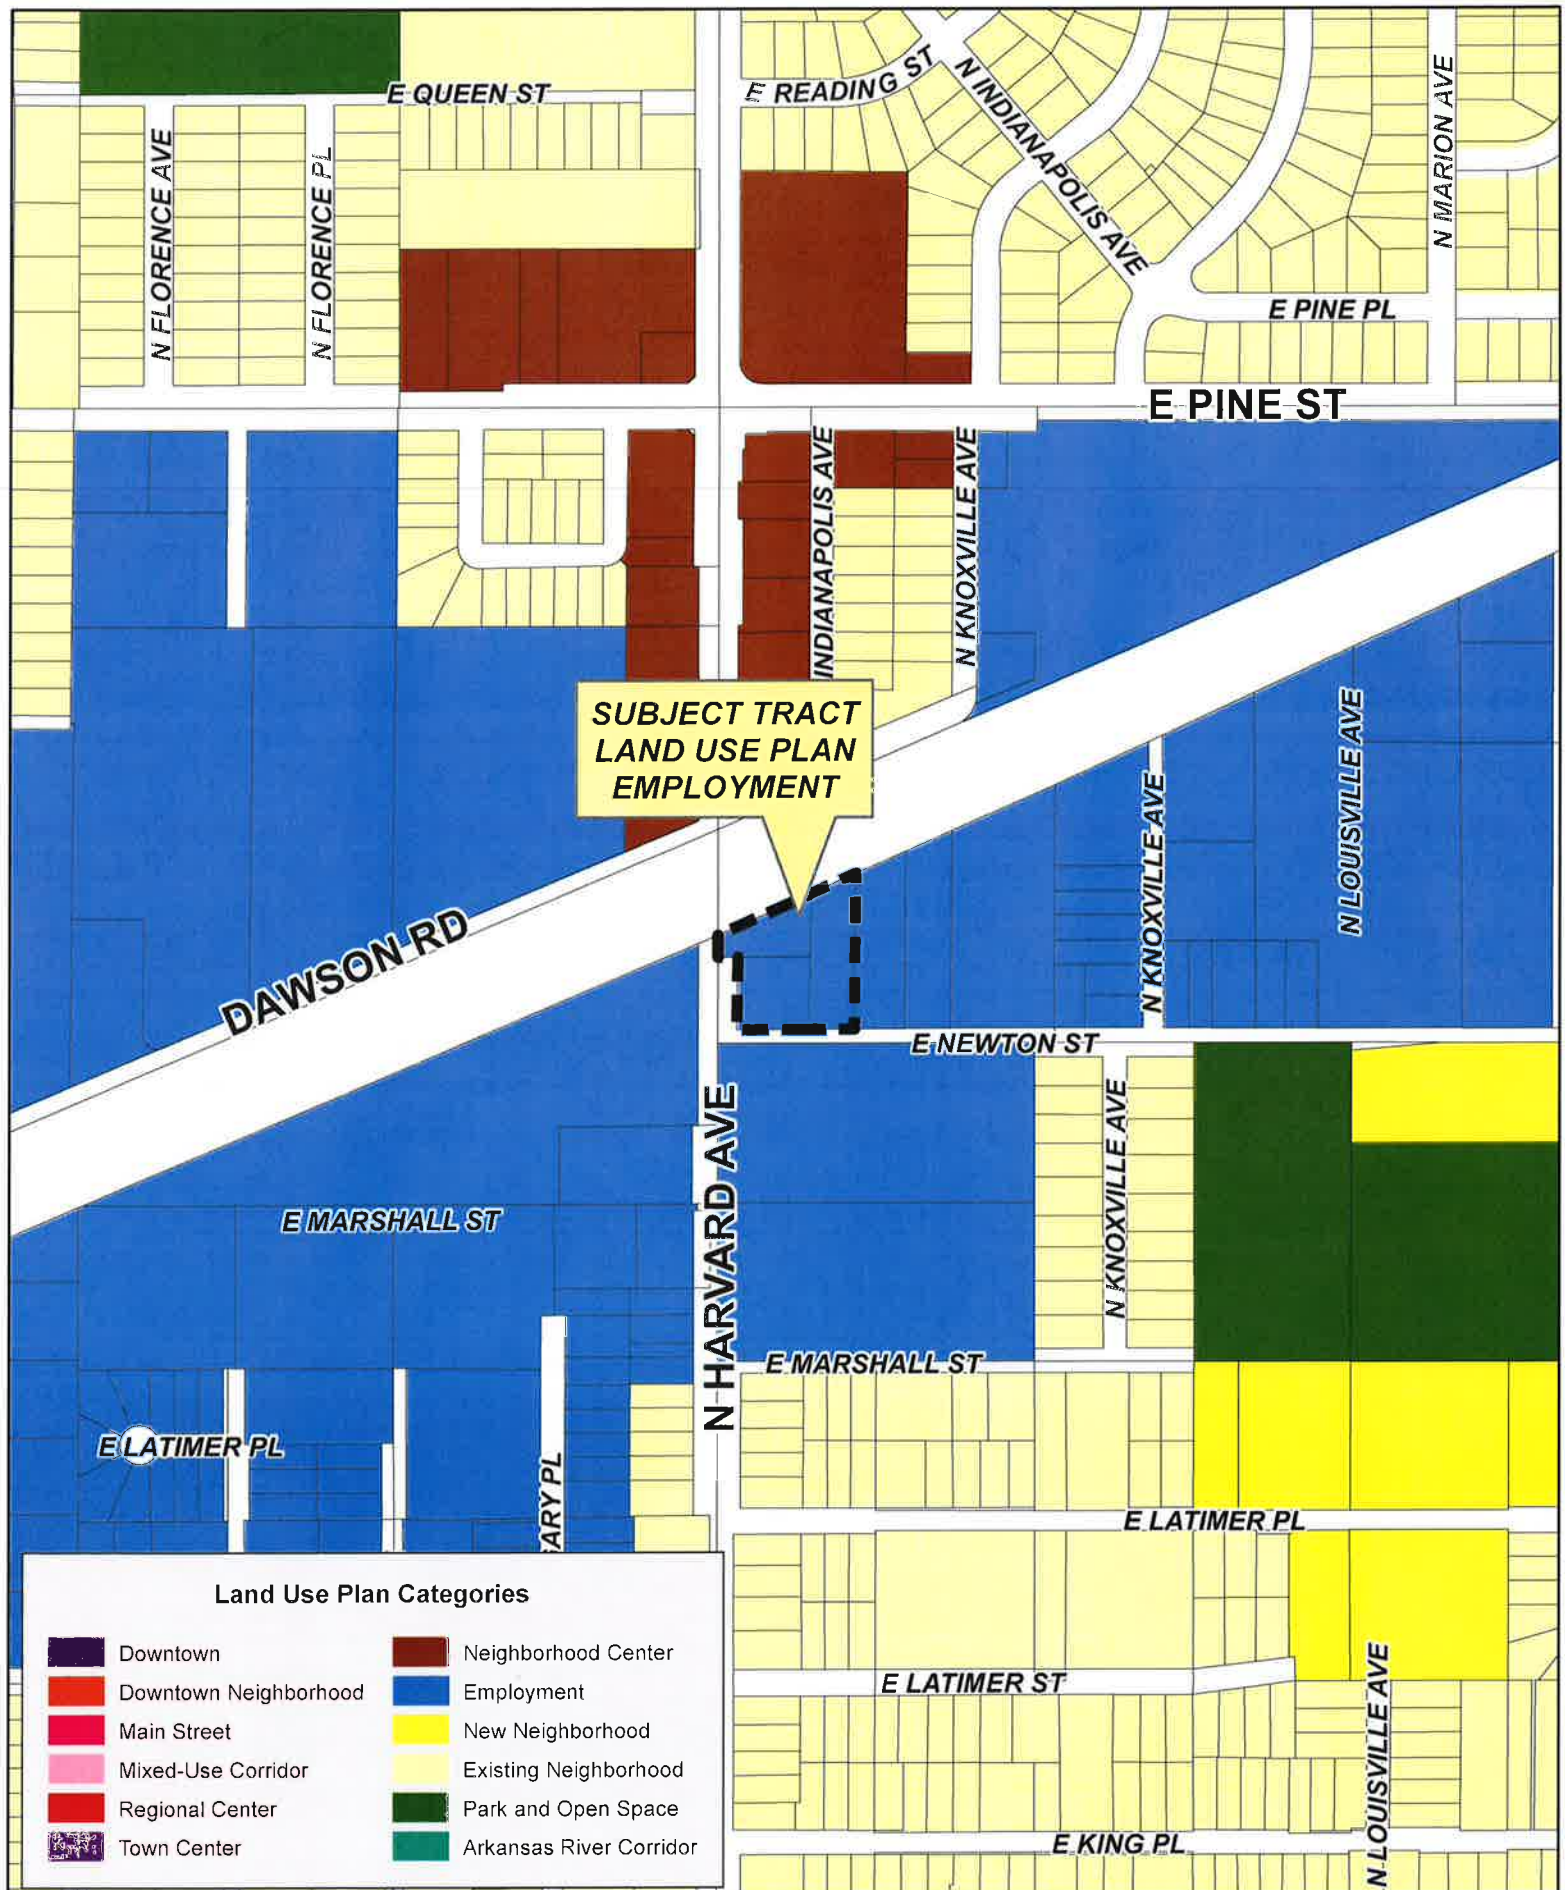 E QUEEN ST
E READING ST
N INDIANAPOLIS AVE
N MARION AVE
N FLORENCE AVE
N FLORENCE PL
E PINE PL
E PINE ST
INDIANAPOLIS AVE
N KNOXVILLE AVE
SUBJECT TRACT
LAND USE PLAN
EMPLOYMENT
N LOUISVILLE AVE
N KNOXVILLE AVE
DAWSON RD
E NEWTON ST
N HARVARD AVE
N KNOXVILLE AVE
E MARSHALL ST
E MARSHALL ST
E LATIMER PL
GARY PL
E LATIMER PL
E LATIMER ST
N LOUISVILLE AVE
E KING PL
Land Use Plan Categories
Downtown
Downtown Neighborhood
Main Street
Mixed-Use Corridor
Regional Center
Town Center
Neighborhood Center
Employment
New Neighborhood
Existing Neighborhood
Park and Open Space
Arkansas River Corridor